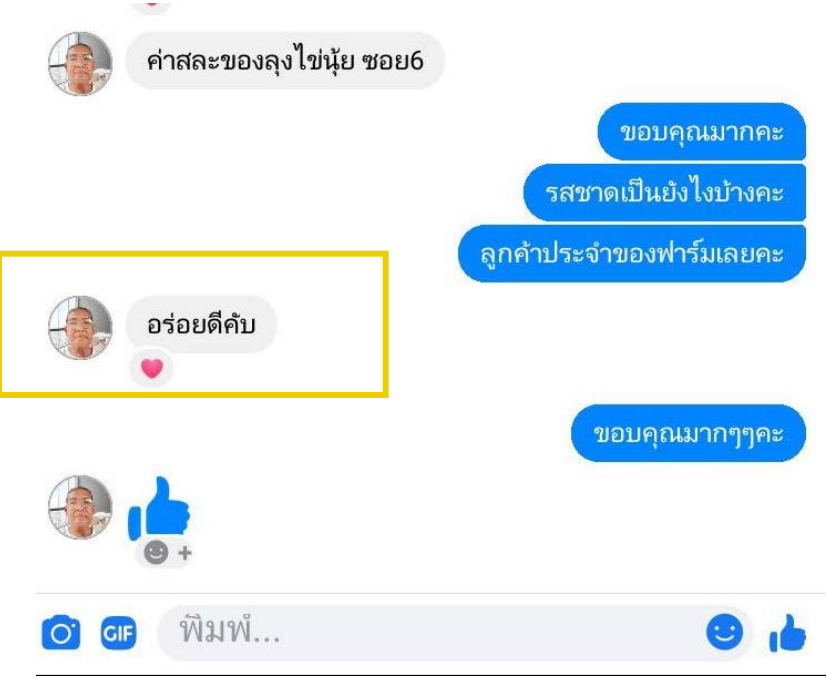 ค่าสละของลุงไข่นุ้ย ซอย6
ขอบคุณมากคะ
รสชาดเป็นยังไงบ้างคะ
ลูกค้าประจำของฟาร์มเลยคะ
อร่อยดีคับ
ขอบคุณมากๆๆคะ
GIF
พิมพ์...